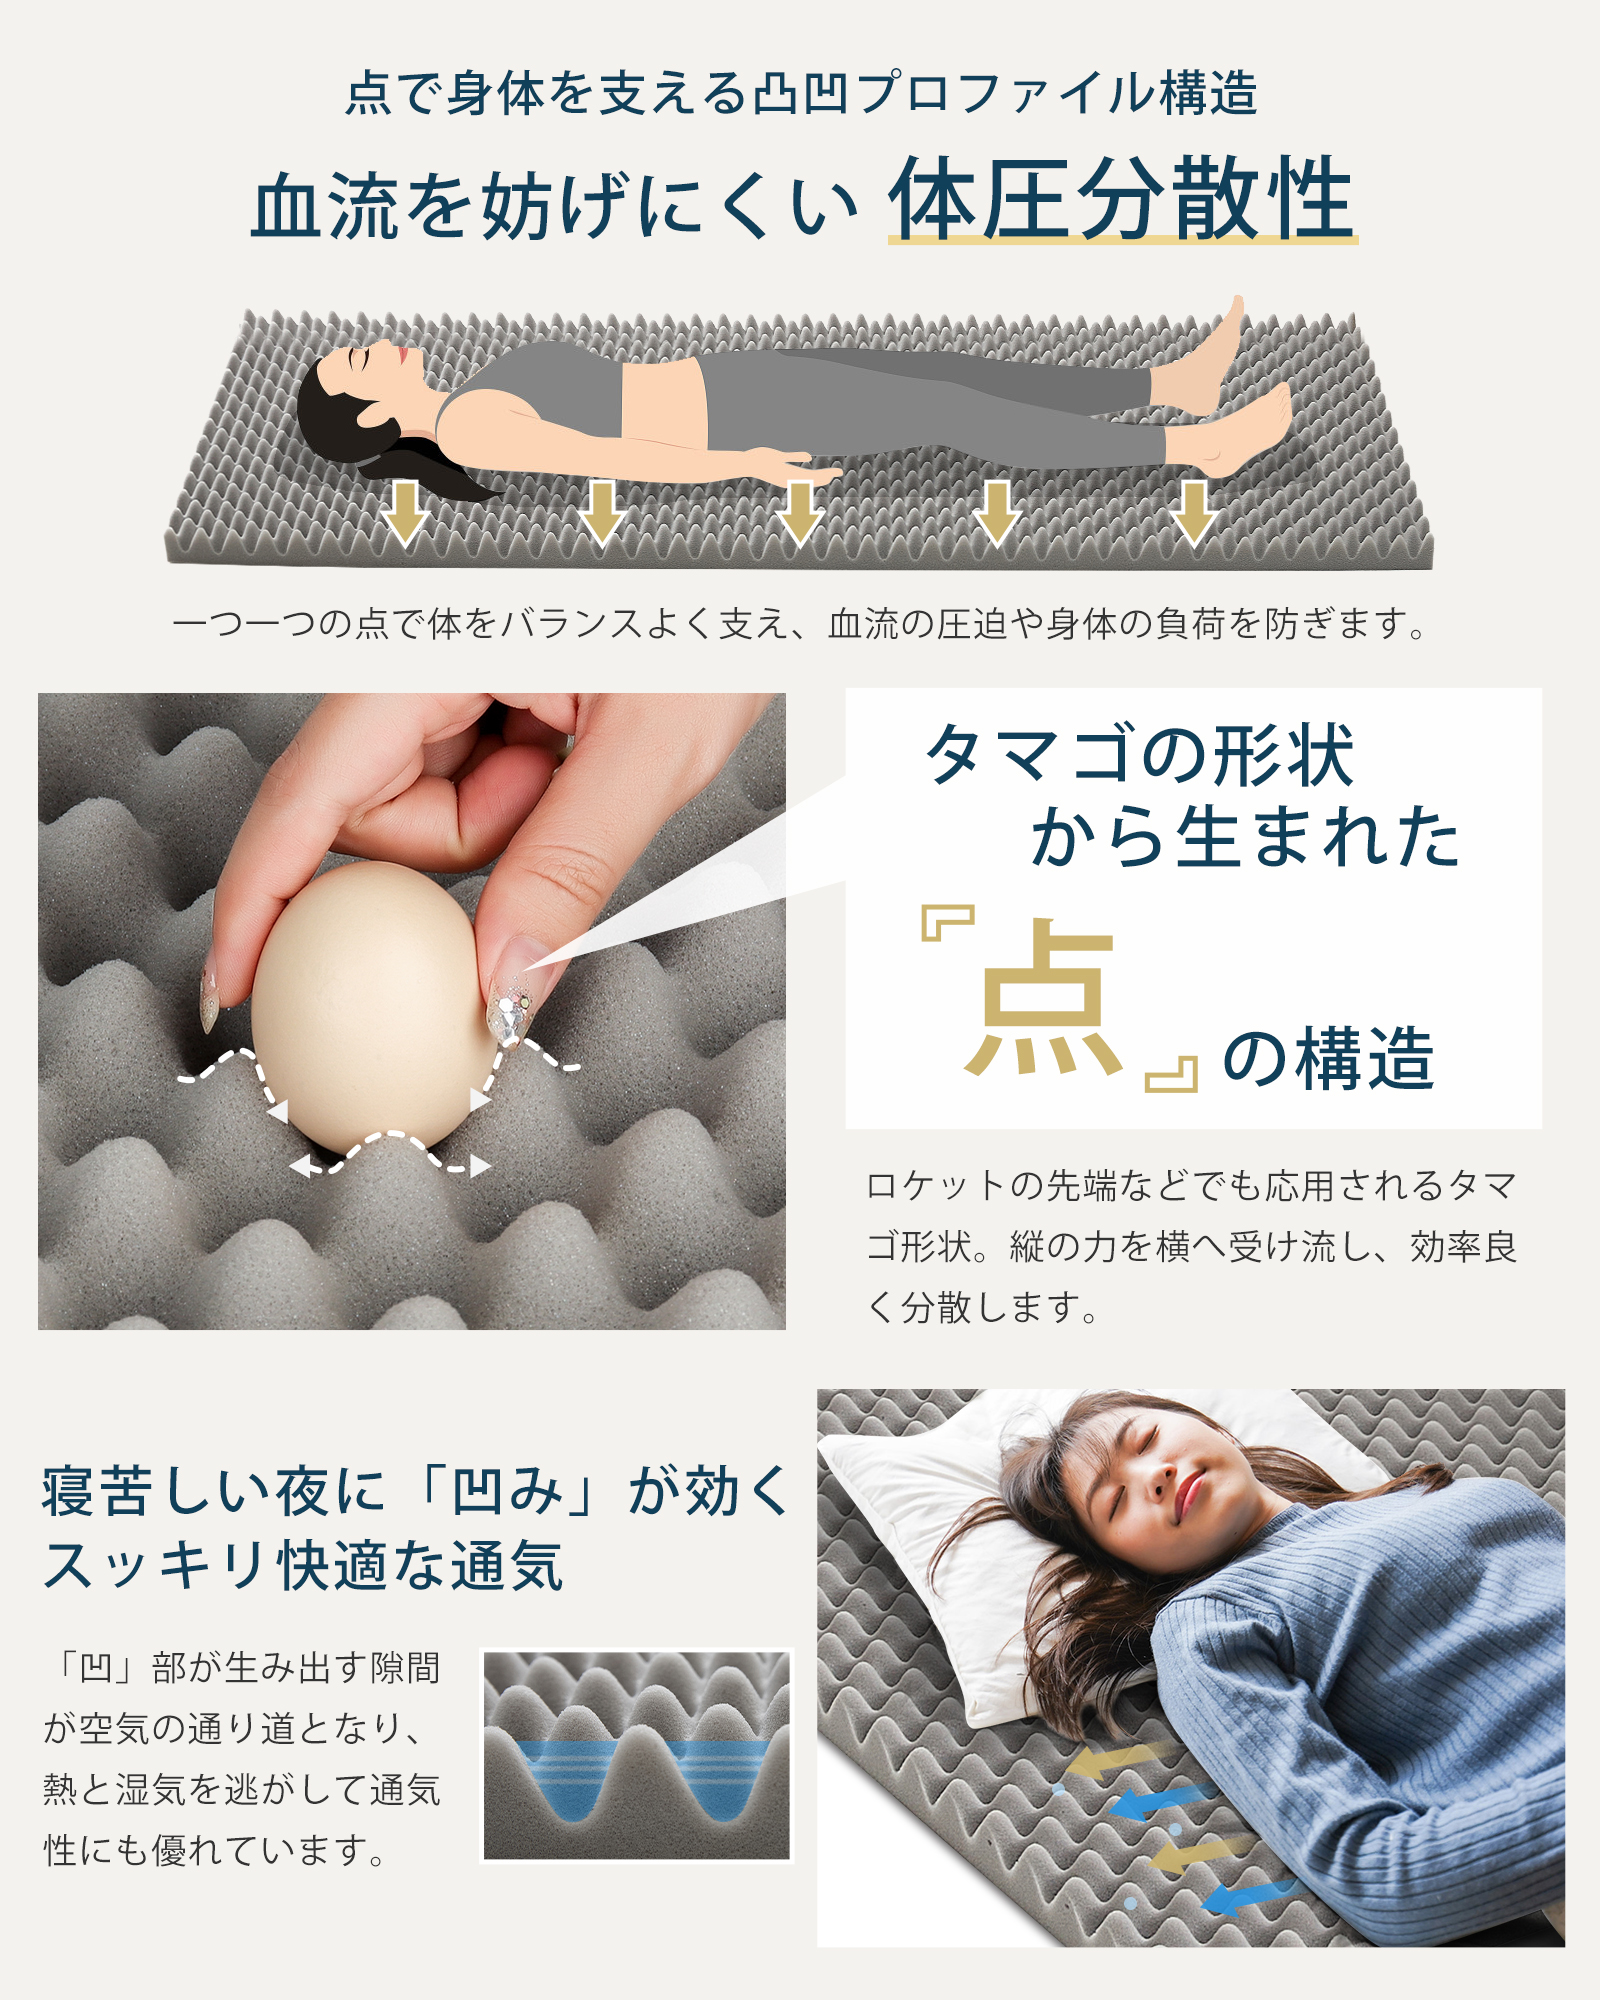 点で身体を支える凸凹プロファイル構造
血流を妨げにくい 体圧分散性
一つ一つの点で体をバランスよく支え、血流の圧迫や身体の負荷を防ぎます。
タマゴの形状
から生まれた
『点』の構造
ロケットの先端などでも応用されるタマ
ゴ形状。縦の力を横へ受け流し、効率良
く分散します。
寝苦しい夜に「凹み」が効く
スッキリ快適な通気
「凹」部が生み出す隙間
が空気の通り道となり、
熱と湿気を逃がして通気
性にも優れています。